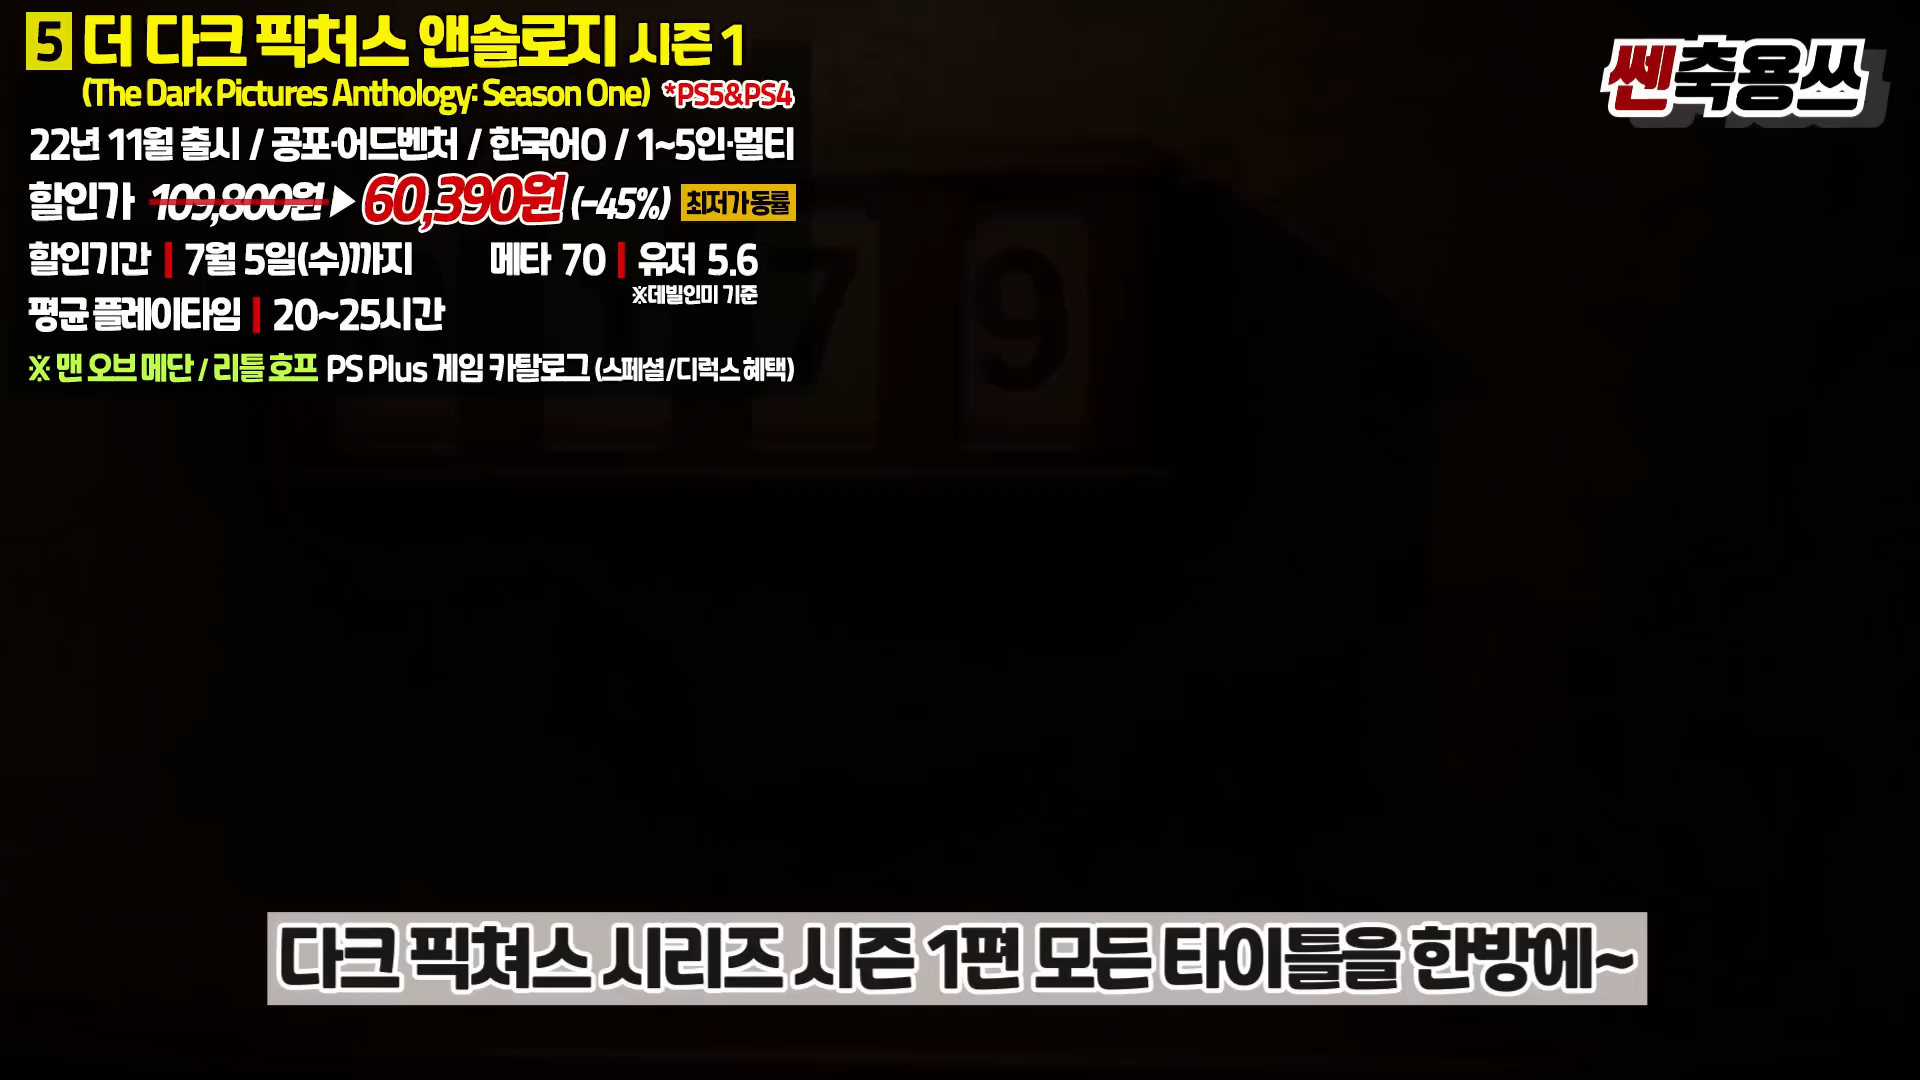 5 더 다크 픽처스 앤솔로지 시즌 1
(The Dark Pictures Anthology: Season One) *PS5&PS4
22년 11월 출시 / 공포·어드벤처 / 한국어O / 1~5인·멀티
할인가 109,800원▶60,390원 (-45%) 최저가 동률
할인기간 | 7월 5일(수)까지 메타 70 | 유저 5.6
※데빌인미 기준
평균 플레이타임 | 20~25시간
※ 맨 오브 메단 / 리틀 호프 PS Plus 게임 카탈로그 (스페셜/디럭스 혜택)
쎈축용쓰
1 7 9
다크 픽쳐스 시리즈 시즌 1편 모든 타이틀을 한방에~